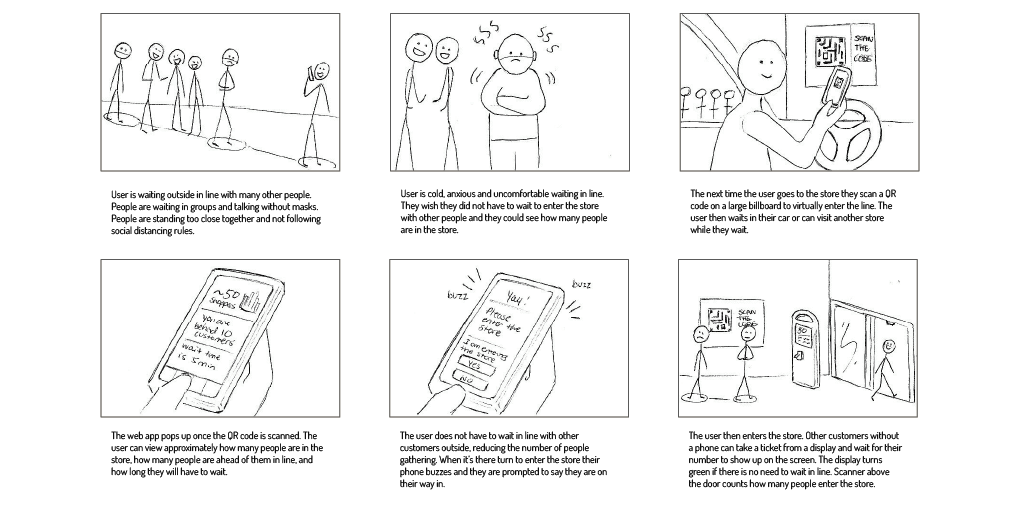 SCAN
THE
CODE
User is waiting outside in line with many other people.
People are waiting in groups and talking without masks.
People are standing too close together and not following
social distancing rules.
User is cold, anxious and uncomfortable waiting in line.
They wish they did not have to wait to enter the store
with other people and they could see how many people
are in the store.
The next time the user goes to the store they scan a QR
code on a large billboard to virtually enter the line. The
user then waits in their car or can visit another store
while they wait.
~50
shoppers
you are
behind 10
customers
wait time
is 5min
buzz
buzz
Yay!
Please
enter the
store
I am entering
the store
YES
NO
SCAN
THE
CODE
50
The web app pops up once the QR code is scanned. The
user can view approximately how many people are in the
store, how many people are ahead of them in line, and
how long they will have to wait.
The user does not have to wait in line with other
customers outside, reducing the number of people
gathering. When it's there turn to enter the store their
phone buzzes and they are prompted to say they are on
their way in.
The user then enters the store. Other customers without
a phone can take a ticket from a display and wait for their
number to show up on the screen. The display turns
green if there is no need to wait in line. Scanner above
the door counts how many people enter the store.